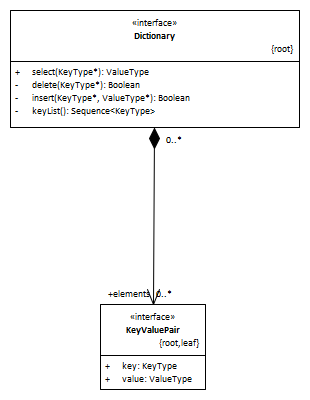 «interface»
Dictionary
{root}
+ select(KeyType*): ValueType
- delete(KeyType*): Boolean
- insert(KeyType*, ValueType*): Boolean
- keyList(): Sequence<KeyType>
0..*
+elements 0..*
«interface»
KeyValuePair
{root,leaf}
+ key: KeyType
+ value: ValueType